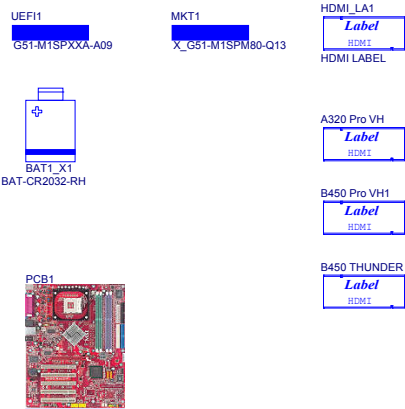 UEFI1
G51-M1SPXXA-A09
MKT1
X_G51-M1SPM80-Q13
HDMI_LA1
Label
HDMI
HDMI LABEL
BAT1_X1
BAT-CR2032-RH
A320 Pro VH
Label
HDMI
B450 Pro VH1
Label
HDMI
B450 THUNDER
Label
HDMI
PCB1